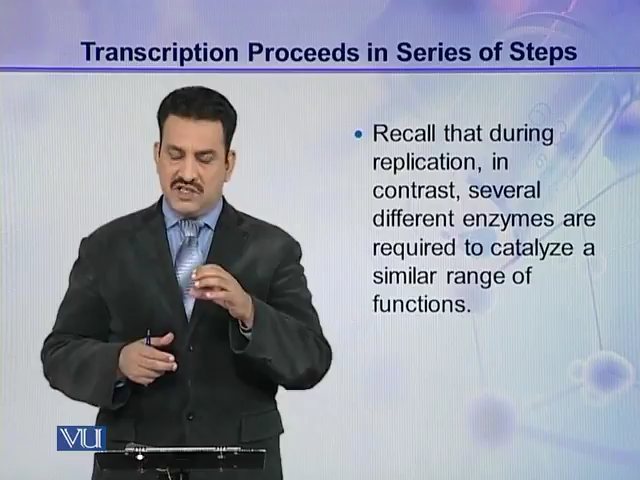 Transcription Proceeds in Series of Steps
• Recall that during
replication, in
contrast, several
different enzymes are
required to catalyze a
similar range of
functions.
VU